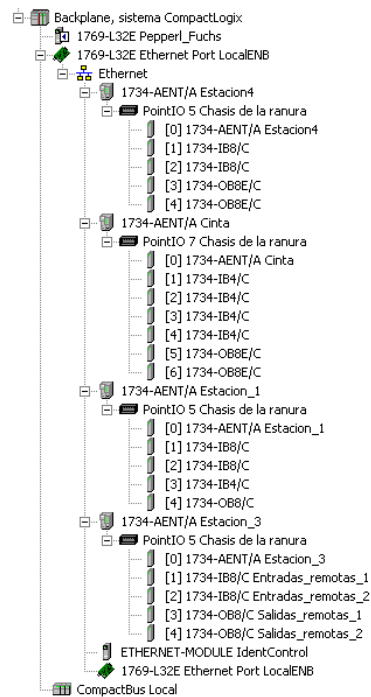 Backplane, sistema CompactLogix
1769-L32E Pepperl_Fuchs
1769-L32E Ethernet Port LocalENB
Ethernet
1734-AENT/A Estacion4
PointIO 5 Chasis de la ranura
[0] 1734-AENT/A Estacion4
[1] 1734-IB8/C
[2] 1734-IB8/C
[3] 1734-OB8E/C
[4] 1734-OB8E/C
1734-AENT/A Cinta
PointIO 7 Chasis de la ranura
[0] 1734-AENT/A Cinta
[1] 1734-IB4/C
[2] 1734-IB4/C
[3] 1734-IB4/C
[4] 1734-IB4/C
[5] 1734-OB8E/C
[6] 1734-OB8E/C
1734-AENT/A Estacion_1
PointIO 5 Chasis de la ranura
[0] 1734-AENT/A Estacion_1
[1] 1734-IB8/C
[2] 1734-IB8/C
[3] 1734-IB4/C
[4] 1734-OB8/C
1734-AENT/A Estacion_3
PointIO 5 Chasis de la ranura
[0] 1734-AENT/A Estacion_3
[1] 1734-IB8/C Entradas_remotas_1
[2] 1734-IB8/C Entradas_remotas_2
[3] 1734-OB8/C Salidas_remotas_1
[4] 1734-OB8/C Salidas_remotas_2
ETHERNET-MODULE IdentControl
1769-L32E Ethernet Port LocalENB
CompactBus Local